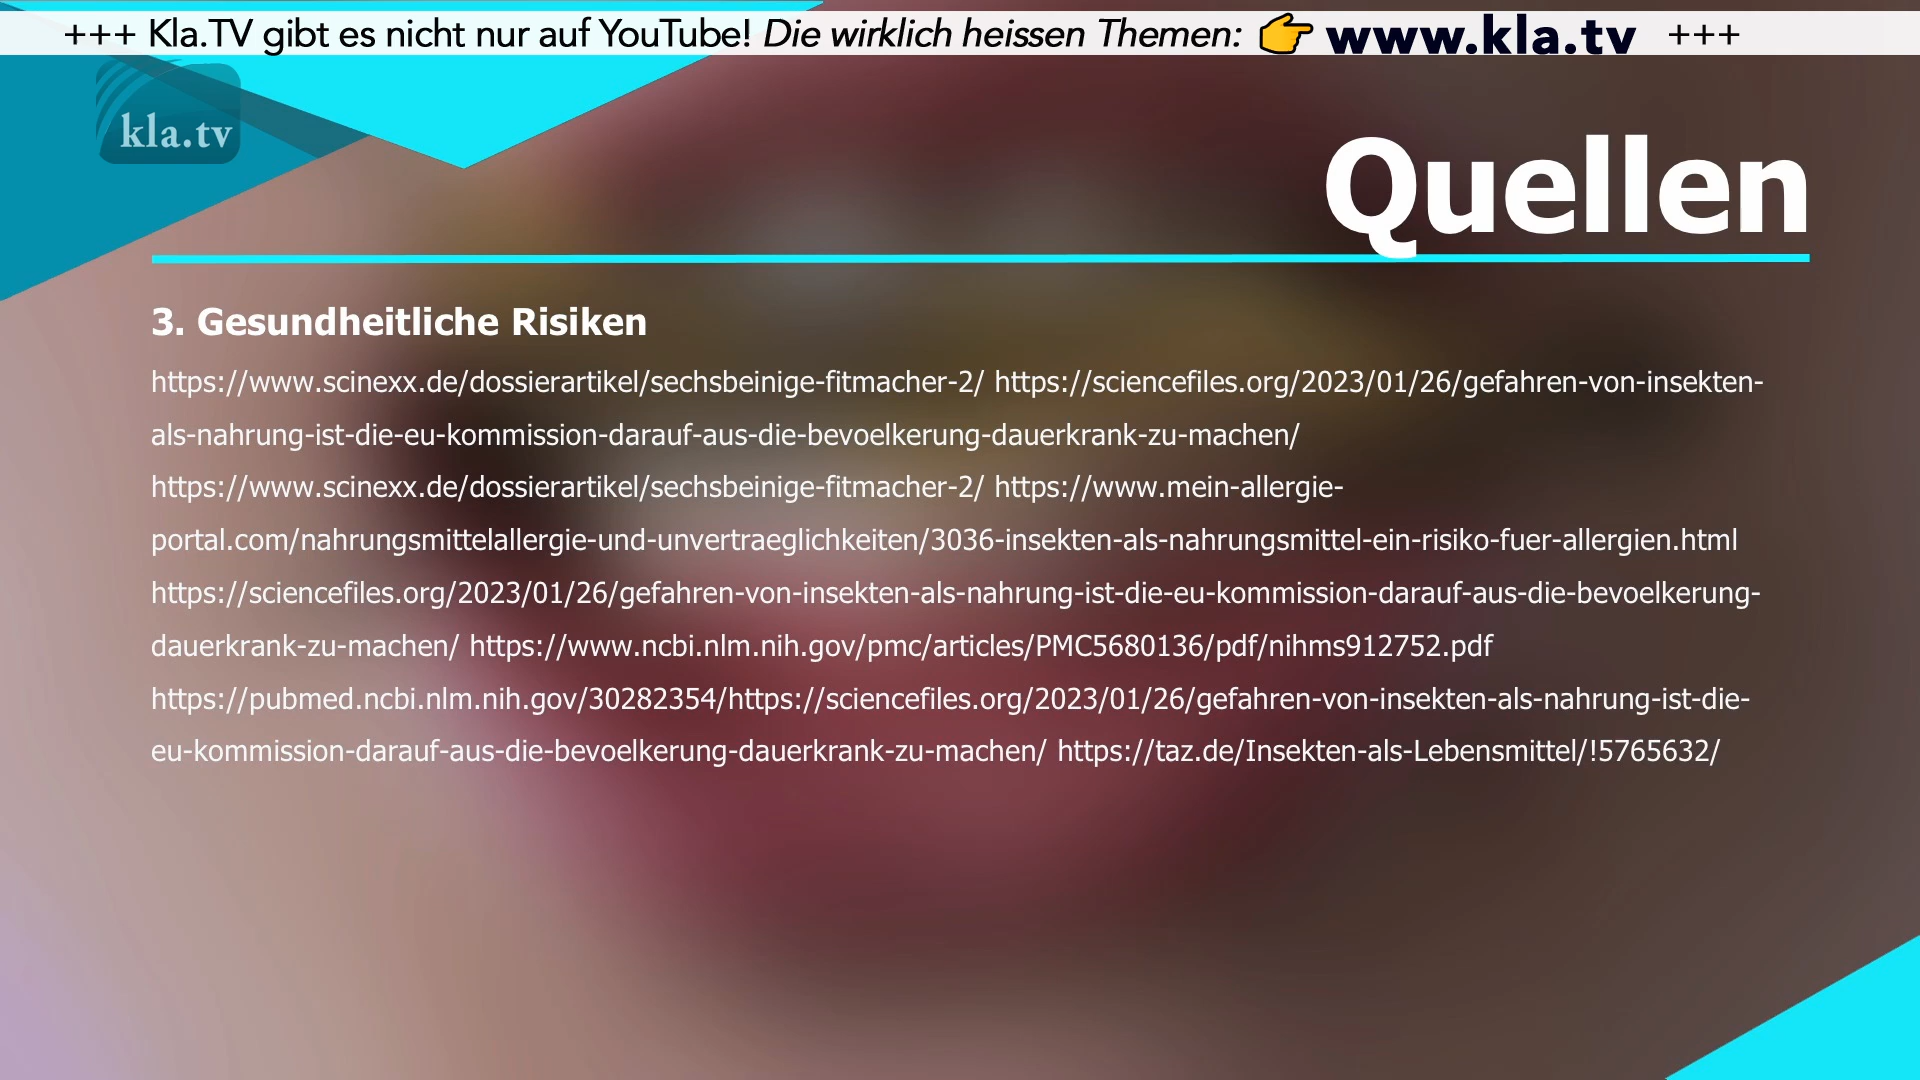 +++ Kla.TV gibt es nicht nur auf YouTube! Die wirklich heissen Themen: 👉 www.kla.tv +++
kla.tv
Quellen
3. Gesundheitliche Risiken
https://www.scinexx.de/dossierartikel/sechsbeinige-fitmacher-2/ https://sciencefiles.org/2023/01/26/gefahren-von-insekten-
als-nahrung-ist-die-eu-kommission-darauf-aus-die-bevoelkerung-dauerkrank-zu-machen/
https://www.scinexx.de/dossierartikel/sechsbeinige-fitmacher-2/ https://www.mein-allergie-
portal.com/nahrungsmittelallergie-und-unvertraeglichkeiten/3036-insekten-als-nahrungsmittel-ein-risiko-fuer-allergien.html
https://sciencefiles.org/2023/01/26/gefahren-von-insekten-als-nahrung-ist-die-eu-kommission-darauf-aus-die-bevoelkerung-
dauerkrank-zu-machen/ https://www.ncbi.nlm.nih.gov/pmc/articles/PMC5680136/pdf/nihms912752.pdf
https://pubmed.ncbi.nlm.nih.gov/30282354/https://sciencefiles.org/2023/01/26/gefahren-von-insekten-als-nahrung-ist-die-
eu-kommission-darauf-aus-die-bevoelkerung-dauerkrank-zu-machen/ https://taz.de/Insekten-als-Lebensmittel/!5765632/